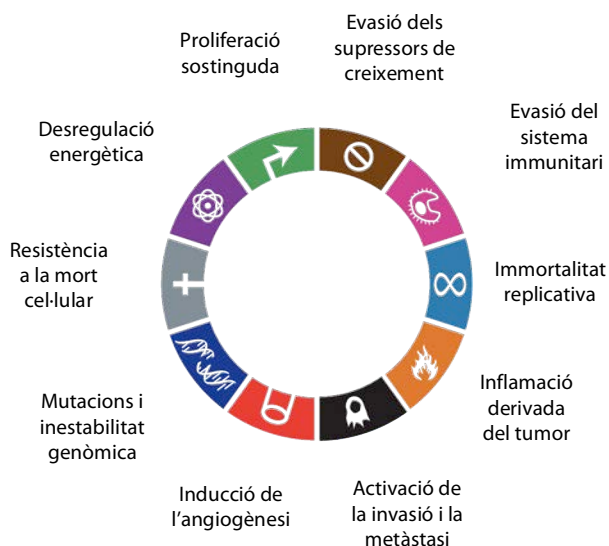 Proliferació
sostinguda
Evasió dels
supressors de
creixement
Evasió del
sistema
immunitari
Immortalitat
replicativa
Inflamació
derivada
del tumor
Activació de
la invasió i la
metàstasi
Inducció de
l'angiogènesi
Mutacions i
inestabilitat
genòmica
Resistència
a la mort
cel·lular
Desregulació
energètica